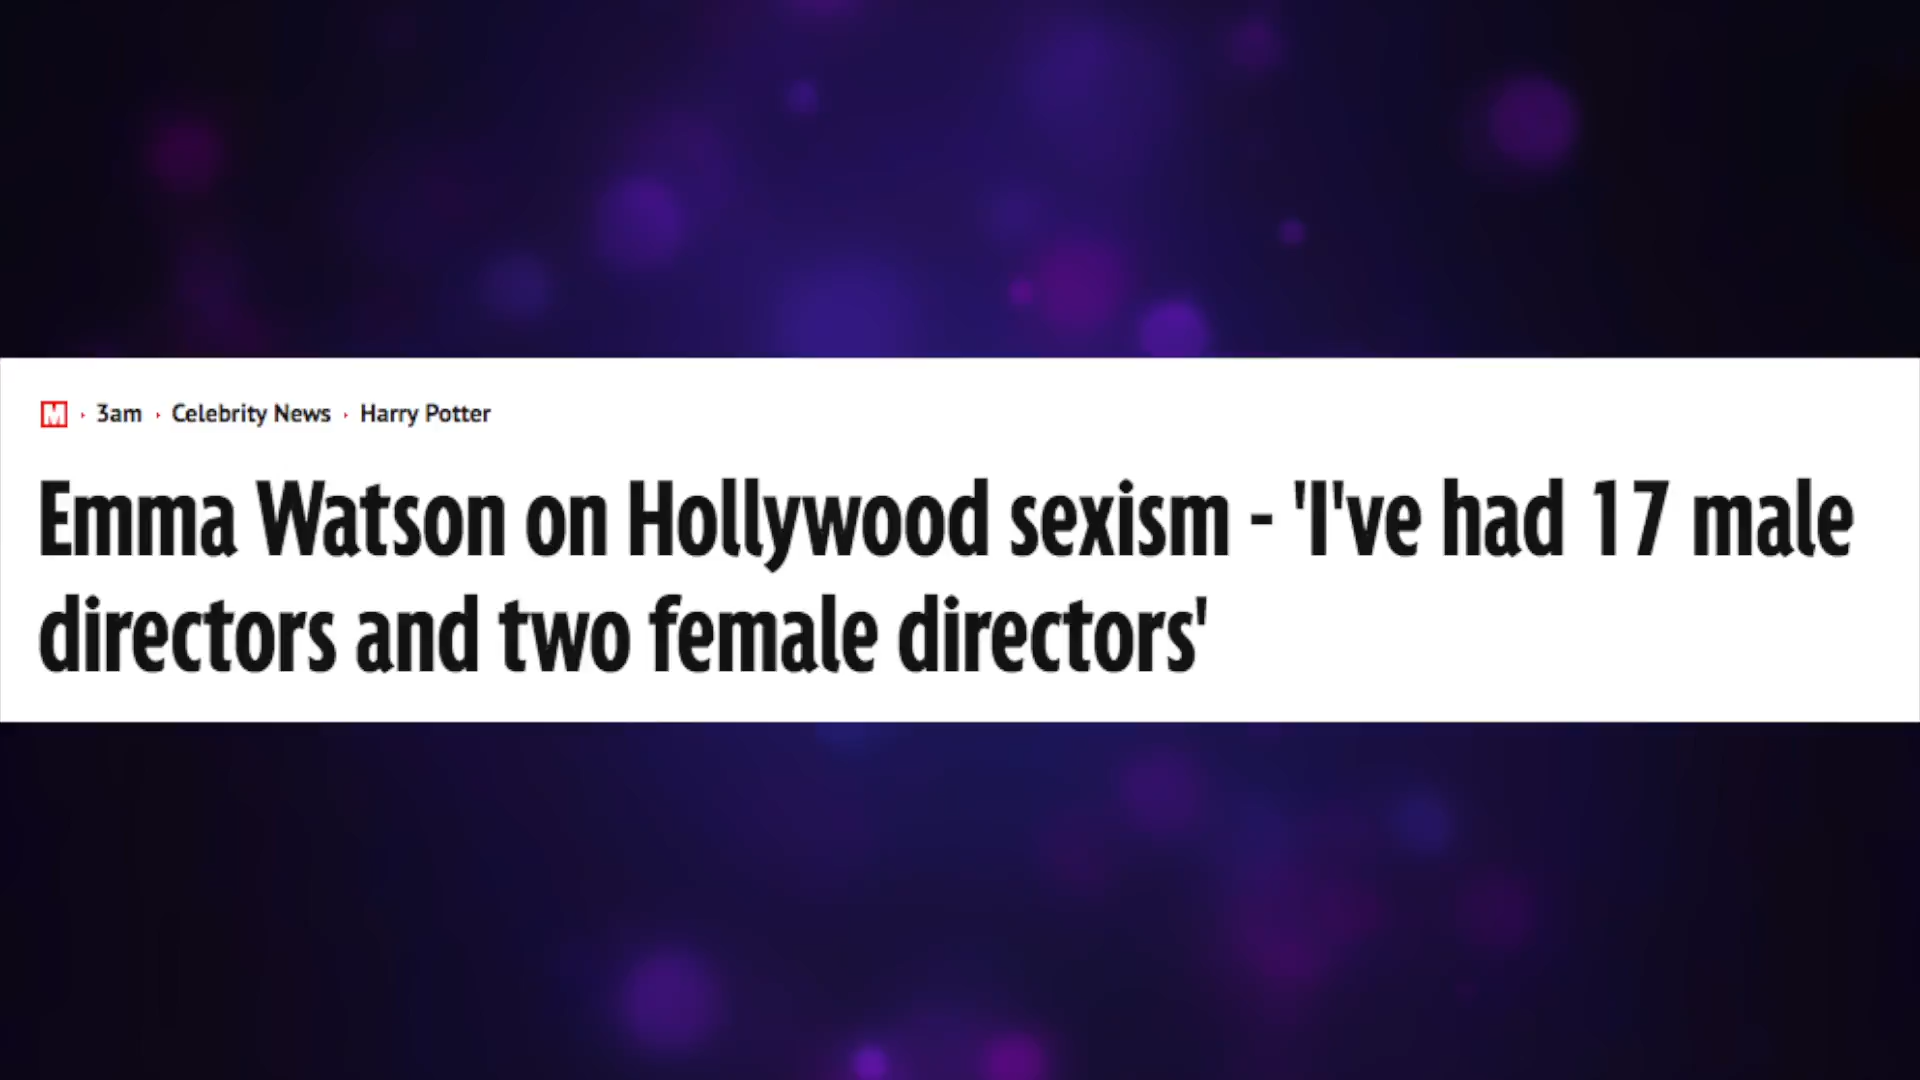 M › 3am › Celebrity News › Harry Potter
Emma Watson on Hollywood sexism - 'I've had 17 male
directors and two female directors'